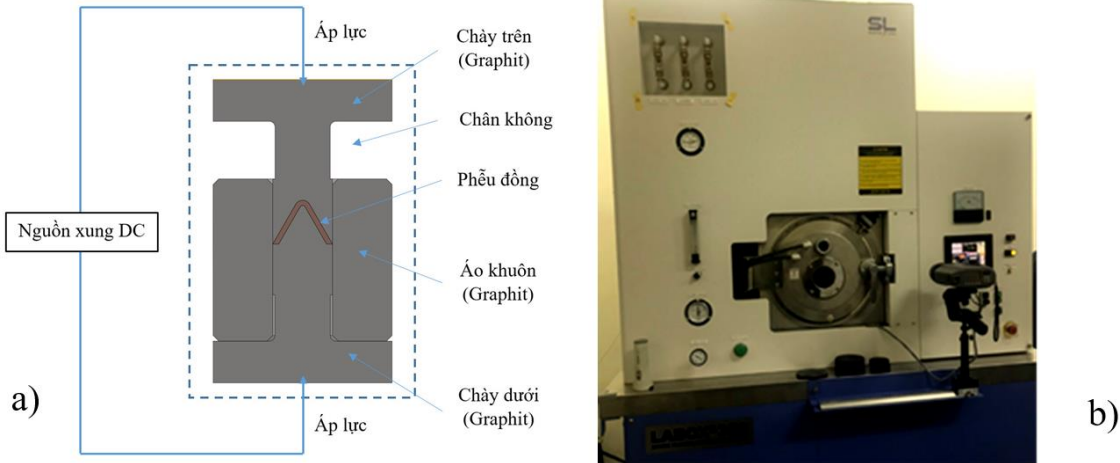 Áp lực
Chày trên
(Graphit)
Chân không
Phễu đồng
Nguồn xung DC
Áo khuôn
(Graphit)
Chày dưới
(Graphit)
Áp lực
a)
SL
b)